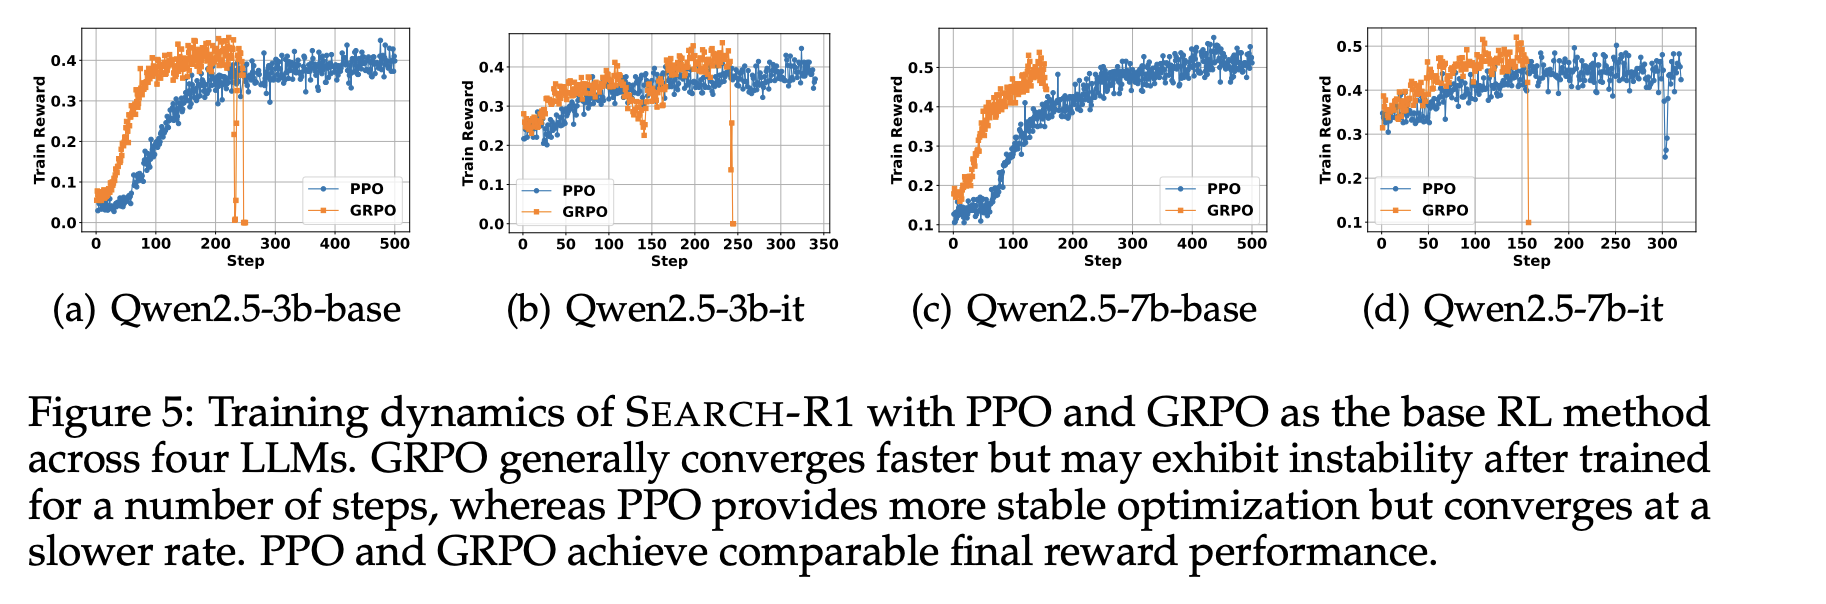 0.4
0.3
0.2
0.1
0.0
Train Reward
PPO
GRPO
0 100 200 300 400 500
Step
(a) Qwen2.5-3b-base
0.4
0.3
0.2
0.1
0.0
Train Reward
PPO
GRPO
0 50 100 150 200 250 300 350
Step
(b) Qwen2.5-3b-it
0.5
0.4
0.3
0.2
0.1
Train Reward
PPO
GRPO
0 100 200 300 400 500
Step
(c) Qwen2.5-7b-base
0.5
0.4
0.3
0.2
0.1
Train Reward
PPO
GRPO
0 50 100 150 200 250 300
Step
(d) Qwen2.5-7b-it
Figure 5: Training dynamics of SEARCH-R1 with PPO and GRPO as the base RL method
across four LLMs. GRPO generally converges faster but may exhibit instability after trained
for a number of steps, whereas PPO provides more stable optimization but converges at a
slower rate. PPO and GRPO achieve comparable final reward performance.